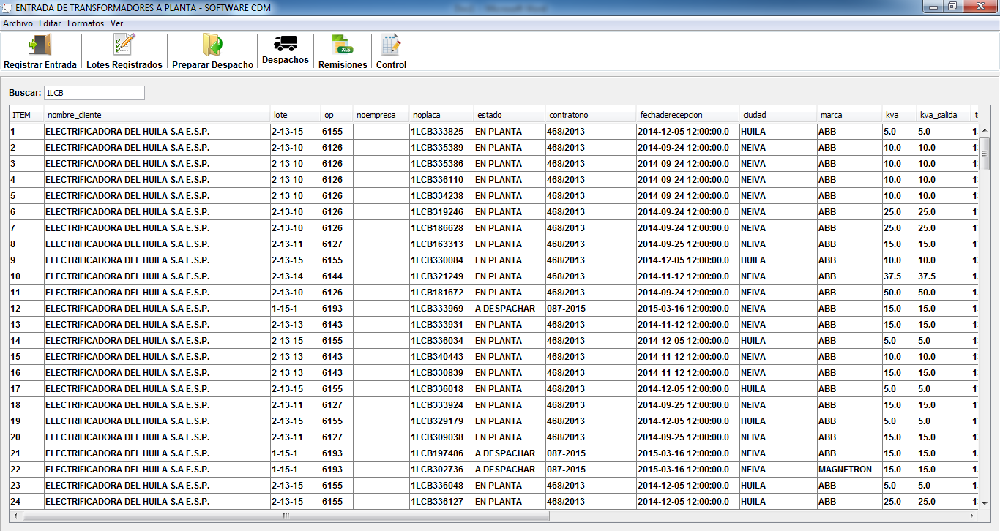 ENTRADA DE TRANSFORMADORES A PLANTA - SOFTWARE CDM
Archivo Editar Formatos Ver
Registrar Entrada Lotes Registrados Preparar Despacho Despachos Remisiones Control
XLS
Buscar: 1LCB
ITEM nombre_cliente lote op noempresa noplaca estado contratono fechaderecepcion ciudad marca kva kva_salida t
1 ELECTRIFICADORA DEL HUILA S.A E.S.P. 2-13-15 6155 1LCB333825 EN PLANTA 468/2013 2014-12-05 12:00:00.0 HUILA ABB 5.0 5.0 1
2 ELECTRIFICADORA DEL HUILA S.A E.S.P. 2-13-10 6126 1LCB335389 EN PLANTA 468/2013 2014-09-24 12:00:00.0 NEIVA ABB 10.0 10.0 1
3 ELECTRIFICADORA DEL HUILA S.A E.S.P. 2-13-10 6126 1LCB335386 EN PLANTA 468/2013 2014-09-24 12:00:00.0 NEIVA ABB 10.0 10.0 1
4 ELECTRIFICADORA DEL HUILA S.A E.S.P. 2-13-10 6126 1LCB336110 EN PLANTA 468/2013 2014-09-24 12:00:00.0 NEIVA ABB 10.0 10.0 1
5 ELECTRIFICADORA DEL HUILA S.A E.S.P. 2-13-10 6126 1LCB334238 EN PLANTA 468/2013 2014-09-24 12:00:00.0 NEIVA ABB 10.0 10.0 1
6 ELECTRIFICADORA DEL HUILA S.A E.S.P. 2-13-10 6126 1LCB319246 EN PLANTA 468/2013 2014-09-24 12:00:00.0 NEIVA ABB 25.0 25.0 1
7 ELECTRIFICADORA DEL HUILA S.A E.S.P. 2-13-10 6126 1LCB186628 EN PLANTA 468/2013 2014-09-24 12:00:00.0 NEIVA ABB 25.0 25.0 1
8 ELECTRIFICADORA DEL HUILA S.A E.S.P. 2-13-11 6127 1LCB163313 EN PLANTA 468/2013 2014-09-25 12:00:00.0 NEIVA ABB 15.0 15.0 1
9 ELECTRIFICADORA DEL HUILA S.A E.S.P. 2-13-15 6155 1LCB330084 EN PLANTA 468/2013 2014-12-05 12:00:00.0 HUILA ABB 10.0 10.0 1
10 ELECTRIFICADORA DEL HUILA S.A E.S.P. 2-13-14 6144 1LCB321249 EN PLANTA 468/2013 2014-11-12 12:00:00.0 NEIVA ABB 37.5 37.5 1
11 ELECTRIFICADORA DEL HUILA S.A E.S.P. 2-13-10 6126 1LCB181672 EN PLANTA 468/2013 2014-09-24 12:00:00.0 NEIVA ABB 50.0 50.0 1
12 ELECTRIFICADORA DEL HUILA S.A E.S.P. 1-15-1 6193 1LCB333969 A DESPACHAR 087-2015 2015-03-16 12:00:00.0 NEIVA ABB 15.0 15.0 1
13 ELECTRIFICADORA DEL HUILA S.A E.S.P. 2-13-13 6143 1LCB333931 EN PLANTA 468/2013 2014-11-12 12:00:00.0 NEIVA ABB 15.0 15.0 1
14 ELECTRIFICADORA DEL HUILA S.A E.S.P. 2-13-15 6155 1LCB336034 EN PLANTA 468/2013 2014-12-05 12:00:00.0 HUILA ABB 5.0 5.0 1
15 ELECTRIFICADORA DEL HUILA S.A E.S.P. 2-13-13 6143 1LCB340443 EN PLANTA 468/2013 2014-11-12 12:00:00.0 NEIVA ABB 10.0 10.0 1
16 ELECTRIFICADORA DEL HUILA S.A E.S.P. 2-13-13 6143 1LCB330839 EN PLANTA 468/2013 2014-11-12 12:00:00.0 NEIVA ABB 15.0 15.0 1
17 ELECTRIFICADORA DEL HUILA S.A E.S.P. 2-13-15 6155 1LCB336018 EN PLANTA 468/2013 2014-12-05 12:00:00.0 HUILA ABB 5.0 5.0 1
18 ELECTRIFICADORA DEL HUILA S.A E.S.P. 2-13-11 6127 1LCB333924 EN PLANTA 468/2013 2014-09-25 12:00:00.0 NEIVA ABB 15.0 15.0 1
19 ELECTRIFICADORA DEL HUILA S.A E.S.P. 2-13-15 6155 1LCB329179 EN PLANTA 468/2013 2014-12-05 12:00:00.0 HUILA ABB 5.0 5.0 1
20 ELECTRIFICADORA DEL HUILA S.A E.S.P. 2-13-11 6127 1LCB309038 EN PLANTA 468/2013 2014-09-25 12:00:00.0 NEIVA ABB 15.0 15.0 1
21 ELECTRIFICADORA DEL HUILA S.A E.S.P. 1-15-1 6193 1LCB197486 A DESPACHAR 087-2015 2015-03-16 12:00:00.0 NEIVA ABB 15.0 15.0 1
22 ELECTRIFICADORA DEL HUILA S.A E.S.P. 1-15-1 6193 1LCB302736 A DESPACHAR 087-2015 2015-03-16 12:00:00.0 NEIVA MAGNETRON 15.0 15.0 1
23 ELECTRIFICADORA DEL HUILA S.A E.S.P. 2-13-15 6155 1LCB336048 EN PLANTA 468/2013 2014-12-05 12:00:00.0 HUILA ABB 5.0 5.0 1
24 ELECTRIFICADORA DEL HUILA S.A E.S.P. 2-13-15 6155 1LCB336127 EN PLANTA 468/2013 2014-12-05 12:00:00.0 HUILA ABB 25.0 25.0 1